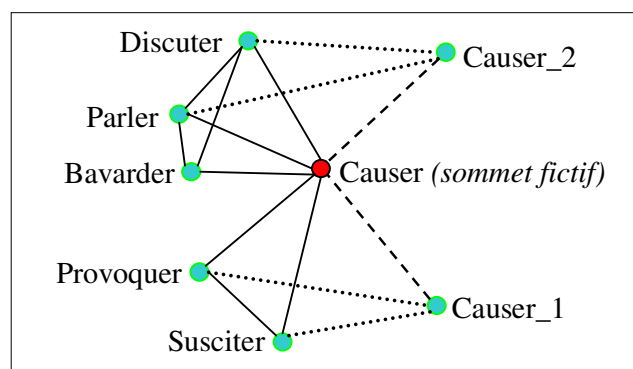 Discuter
Causer_2
Parler
Bavarder
Causer (sommet fictif)
Provoquer
Causer_1
Susciter